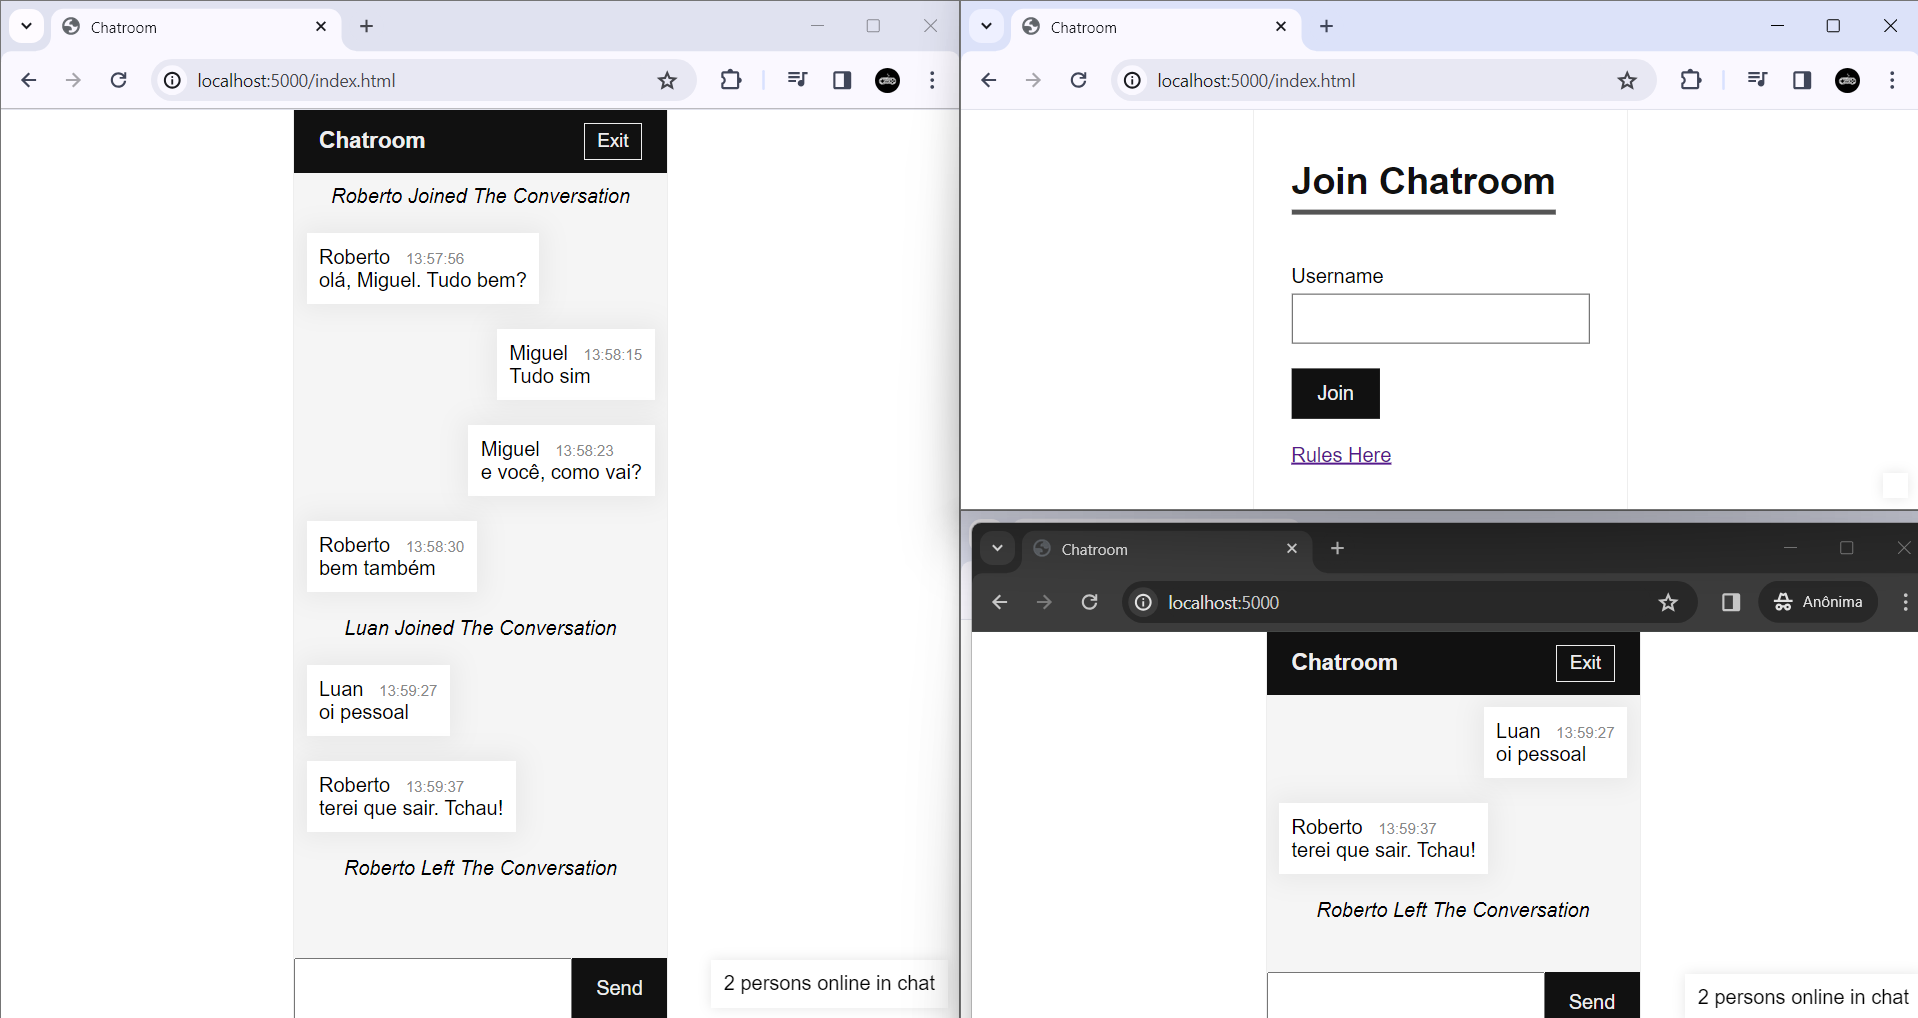 Chatroom
localhost:5000/index.html
Chatroom
Exit
Roberto Joined The Conversation
Roberto 13:57:56
olá, Miguel. Tudo bem?
Miguel 13:58:15
Tudo sim
Miguel 13:58:23
e você, como vai?
Roberto 13:58:30
bem também
Luan Joined The Conversation
Luan 13:59:27
oi pessoal
Roberto 13:59:37
terei que sair. Tchau!
Roberto Left The Conversation
Send
2 persons online in chat
Chatroom
localhost:5000/index.html
Join Chatroom
Username
Join
Rules Here
Chatroom
localhost:5000
Anônima
Chatroom
Exit
Luan 13:59:27
oi pessoal
Roberto 13:59:37
terei que sair. Tchau!
Roberto Left The Conversation
Send
2 persons online in chat